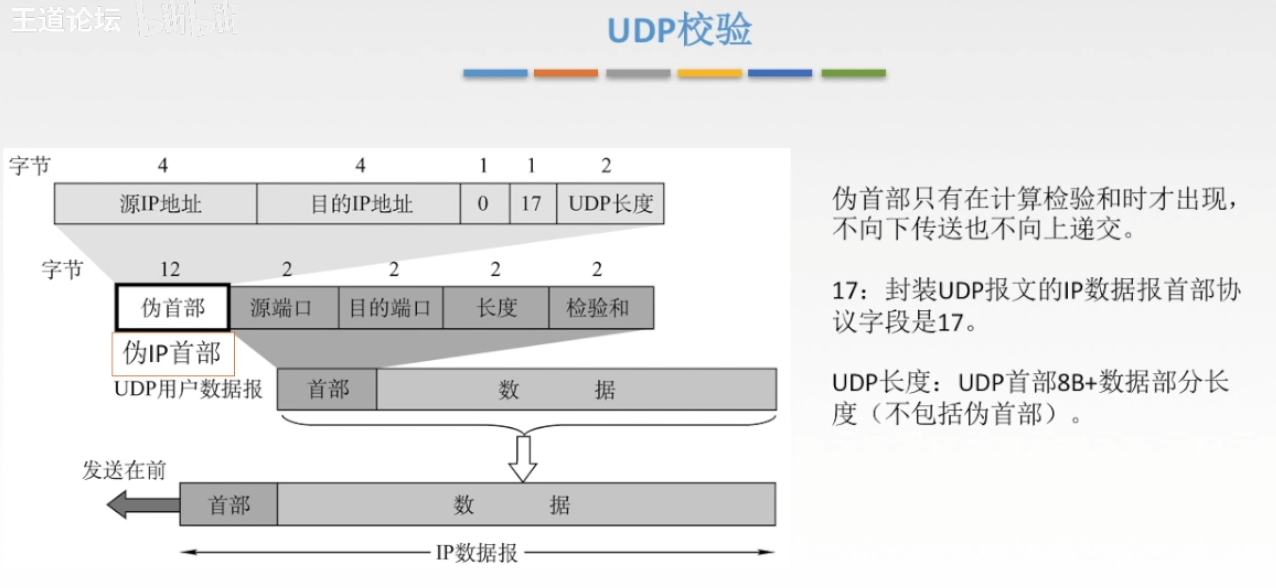 王道论坛
UDP校验
字节 4 4 1 1 2
源IP地址 目的IP地址 0 17 UDP长度
字节 12 2 2 2 2
伪首部 源端口 目的端口 长度 检验和
伪IP首部
UDP用户数据报 首部 数 据
发送在前
首部 数 据
IP数据报
伪首部只有在计算检验和时才出现，
不向下传送也不向上递交。
17：封装UDP报文的IP数据报首部协
议字段是17。
UDP长度：UDP首部8B+数据部分长
度（不包括伪首部）。